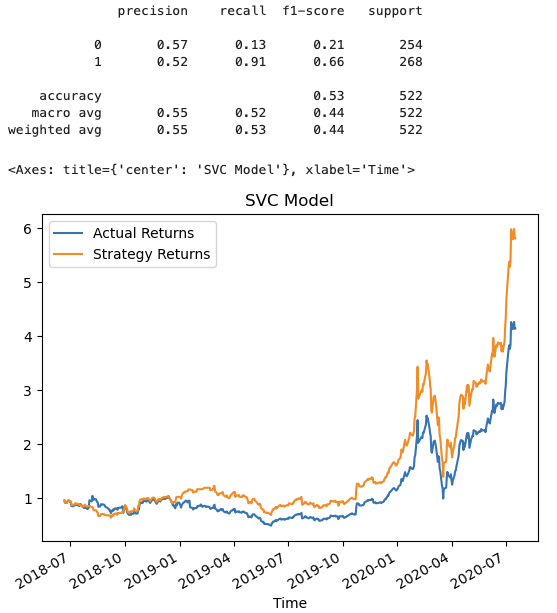 precision    recall  f1-score   support
0       0.57      0.13      0.21       254
1       0.52      0.91      0.66       268
accuracy                           0.53       522
macro avg       0.55      0.52      0.44       522
weighted avg       0.55      0.53      0.44       522
<Axes: title={'center': 'SVC Model'}, xlabel='Time'>
SVC Model
Actual Returns
Strategy Returns
6
5
4
3
2
1
2018-07
2018-10
2019-01
2019-04
2019-07
2019-10
2020-01
2020-04
2020-07
Time